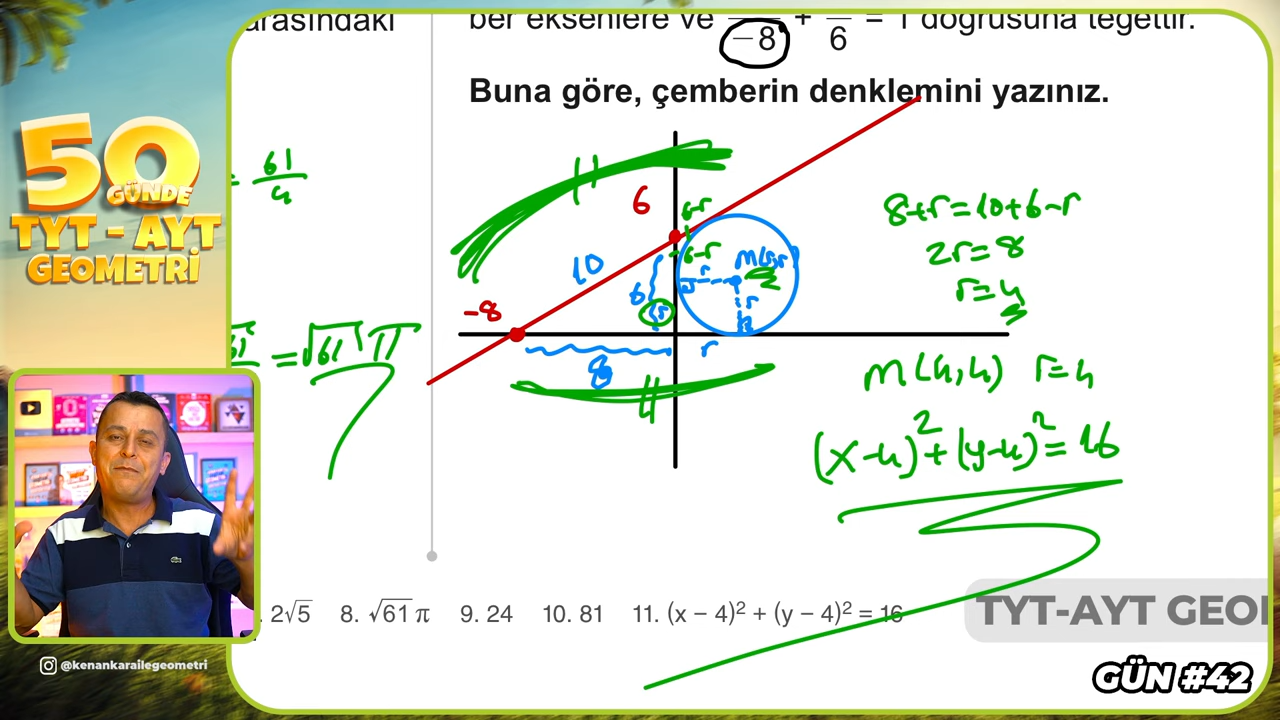 50
GÜNDE
TYT - AYT
GEOMETRİ
arasındaki
= 61/4
= √61 π
ber eksenlere ve /-8 + /6 = 1 doğrusuna teğettir.
Buna göre, çemberin denklemini yazınız.
6
6-r
6-r
10
M(r,r)
r
6
r
r
-8
8
r
8+r=10+6-r
2r=8
r=4
M(4,4) r=4
(x-4)²+(y-4)²=16
. 2√5 8. √61 π 9. 24 10. 81 11. (x – 4)² + (y – 4)² = 16
TYT-AYT GEO
@kenankarailegeometri
GÜN #42